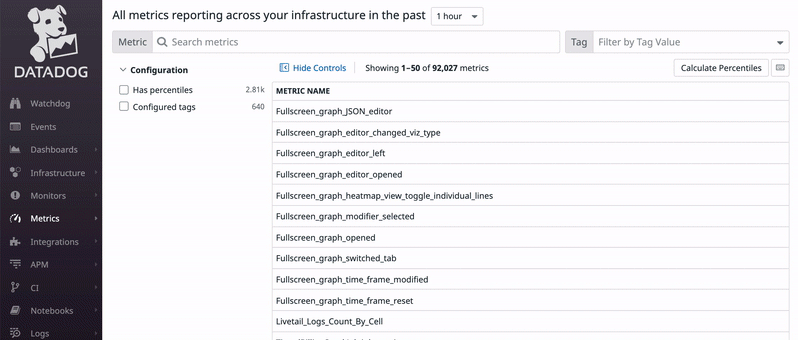 All metrics reporting across your infrastructure in the past 1 hour
Metric Search metrics Tag Filter by Tag Value
DATADOG
Watchdog
Events
Dashboards
Infrastructure
Monitors
Metrics
Integrations
APM
CI
Notebooks
Logs
Configuration
Has percentiles 2.81k
Configured tags 640
Hide Controls Showing 1–50 of 92,027 metrics Calculate Percentiles
METRIC NAME
Fullscreen_graph_JSON_editor
Fullscreen_graph_editor_changed_viz_type
Fullscreen_graph_editor_left
Fullscreen_graph_editor_opened
Fullscreen_graph_heatmap_view_toggle_individual_lines
Fullscreen_graph_modifier_selected
Fullscreen_graph_opened
Fullscreen_graph_switched_tab
Fullscreen_graph_time_frame_modified
Fullscreen_graph_time_frame_reset
Livetail_Logs_Count_By_Cell